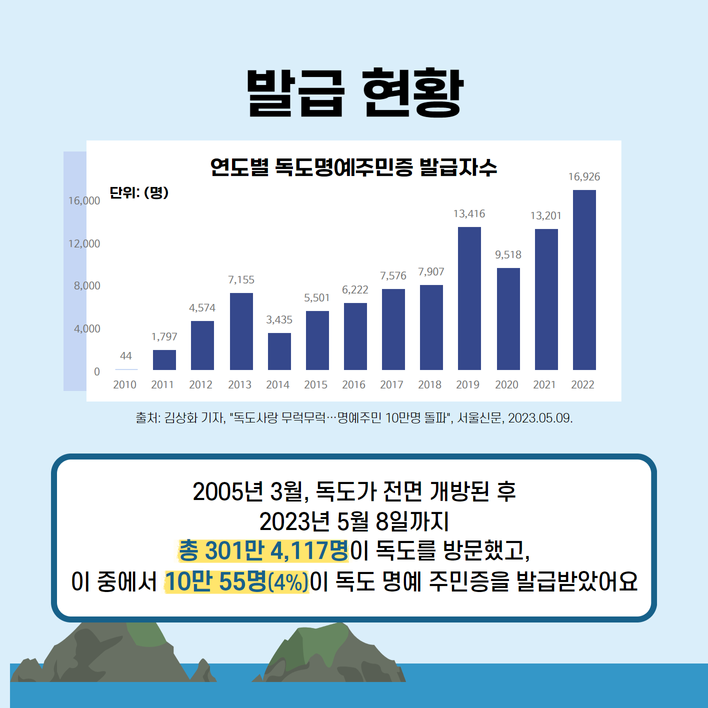 발급 현황
연도별 독도명예주민증 발급자수
단위: (명)
16,000
12,000
8,000
4,000
0
44
1,797
4,574
7,155
3,435
5,501
6,222
7,576
7,907
13,416
9,518
13,201
16,926
2010 2011 2012 2013 2014 2015 2016 2017 2018 2019 2020 2021 2022
출처: 김상화 기자, "독도사랑 무럭무럭…명예주민 10만명 돌파", 서울신문, 2023.05.09.
2005년 3월, 독도가 전면 개방된 후
2023년 5월 8일까지
총 301만 4,117명이 독도를 방문했고,
이 중에서 10만 55명(4%)이 독도 명예 주민증을 발급받았어요